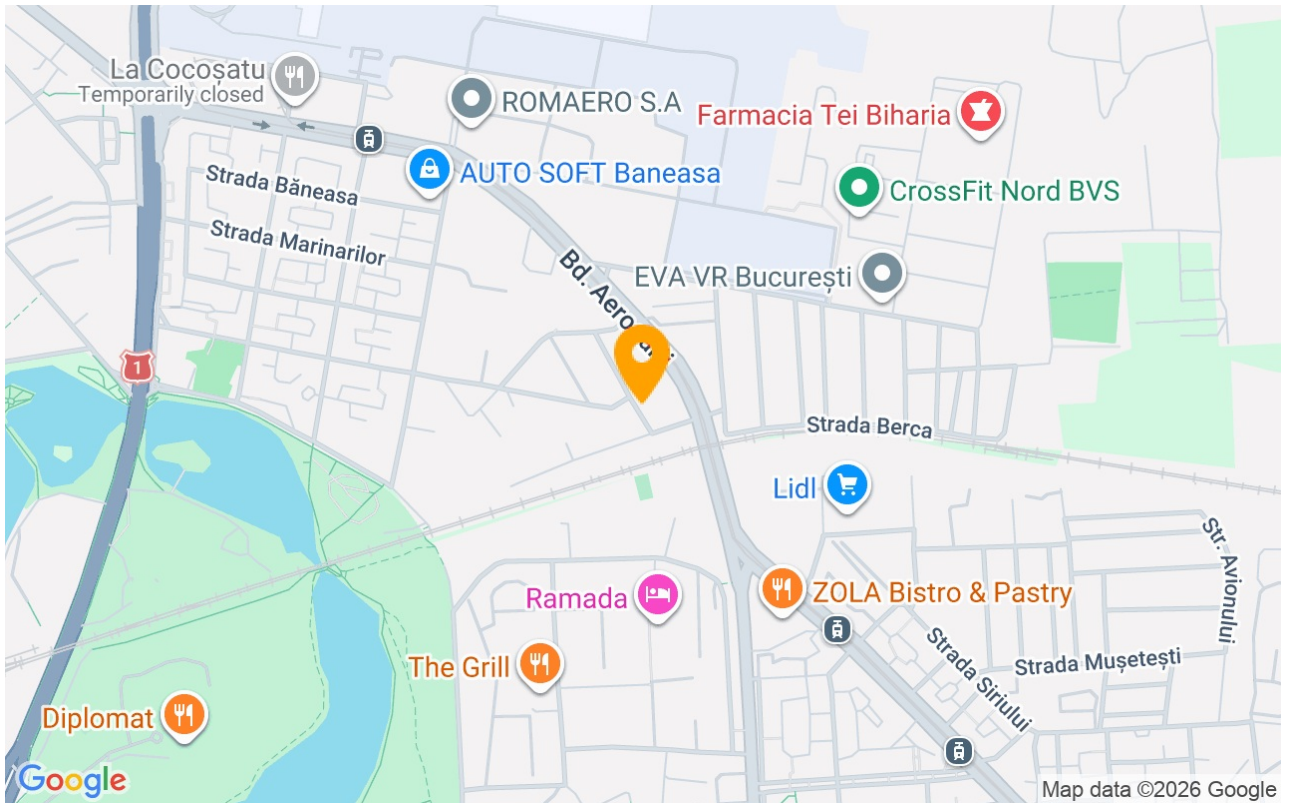 La Cocoșatu
Temporarily closed
ROMAERO S.A
Farmacia Tei Biharia
AUTO SOFT Baneasa
CrossFit Nord BVS
Strada Băneasa
Strada Marinarilor
Bd. Aero
EVA VR București
1
Strada Berca
Lidl
Str. Avionului
Ramada
ZOLA Bistro & Pastry
The Grill
Strada Siriului
Strada Mușetești
Diplomat
Google
Map data ©2026 Google